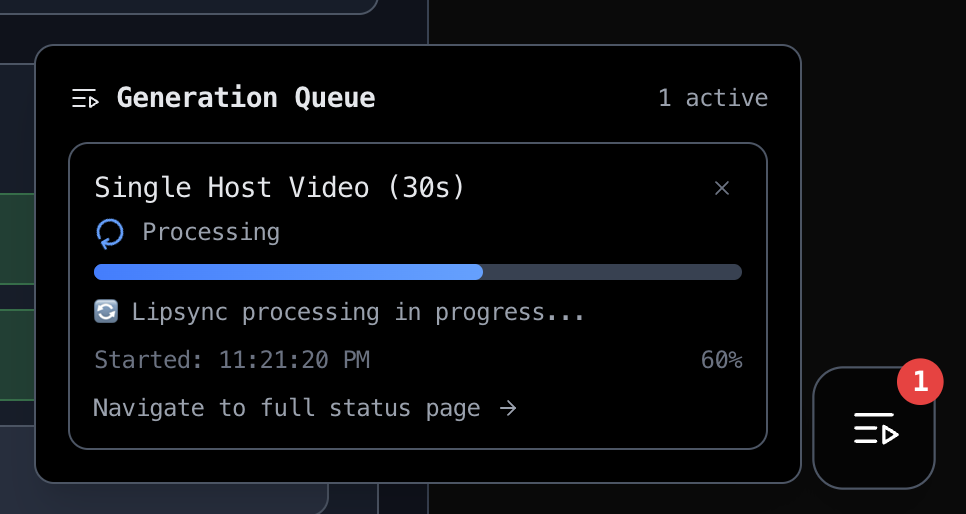 Generation Queue
1 active
Single Host Video (30s)
Processing
Lipsync processing in progress...
Started: 11:21:20 PM
60%
Navigate to full status page →
1